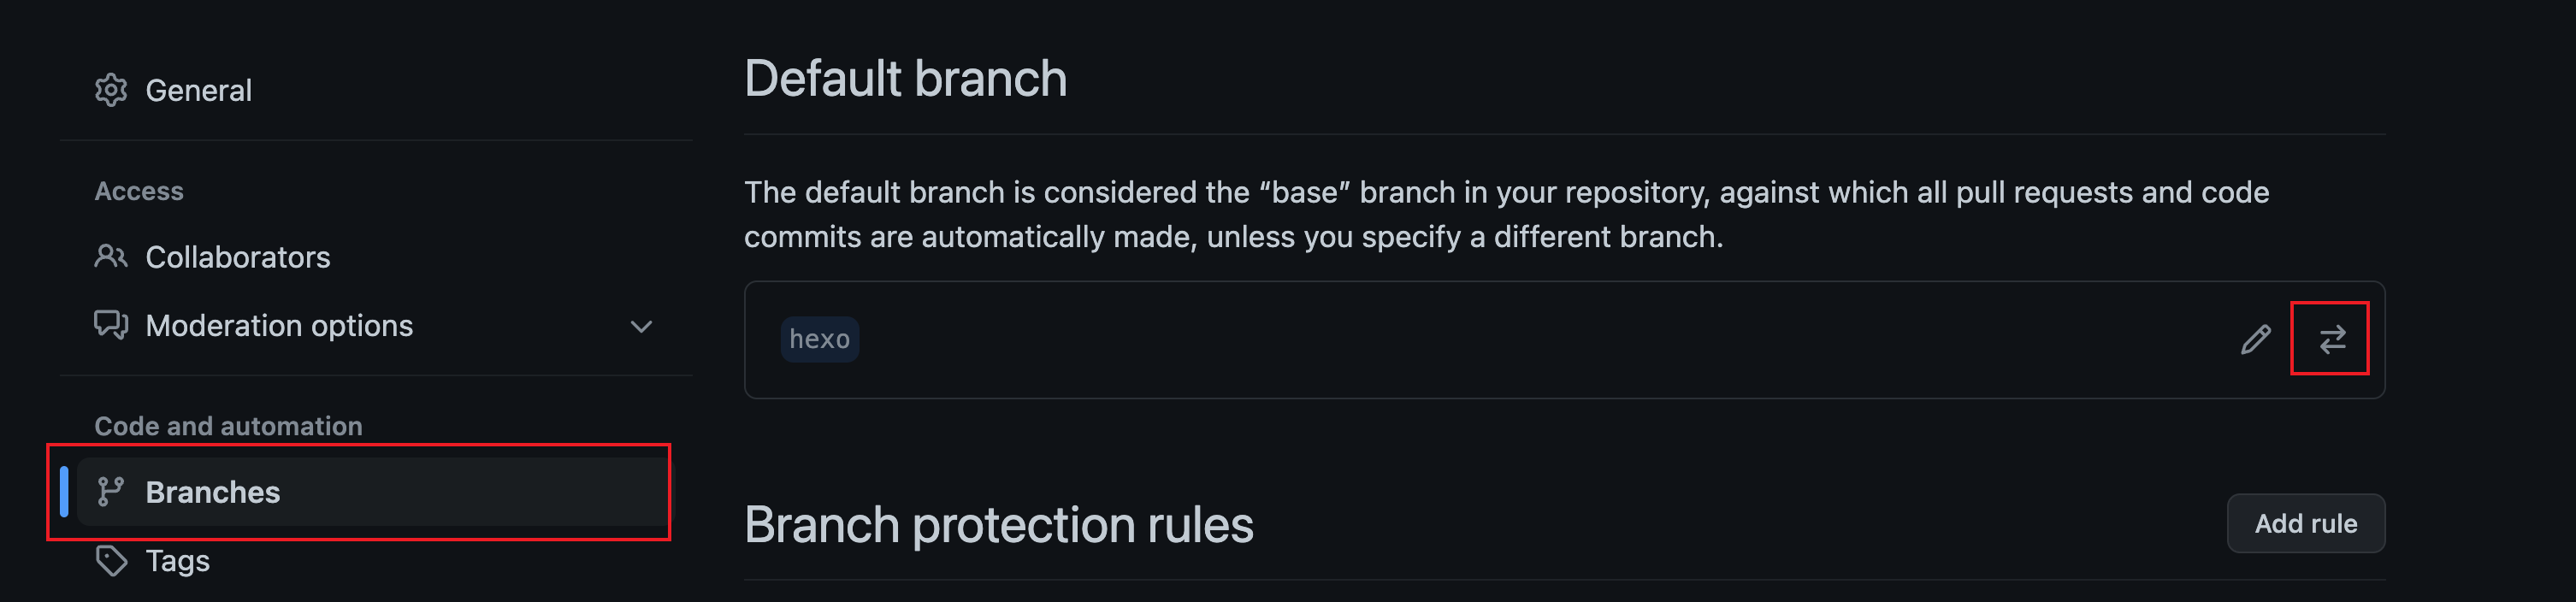 General
Access
Collaborators
Moderation options
Code and automation
Branches
Tags
Default branch
The default branch is considered the “base” branch in your repository, against which all pull requests and code
commits are automatically made, unless you specify a different branch.
hexo
Branch protection rules
Add rule